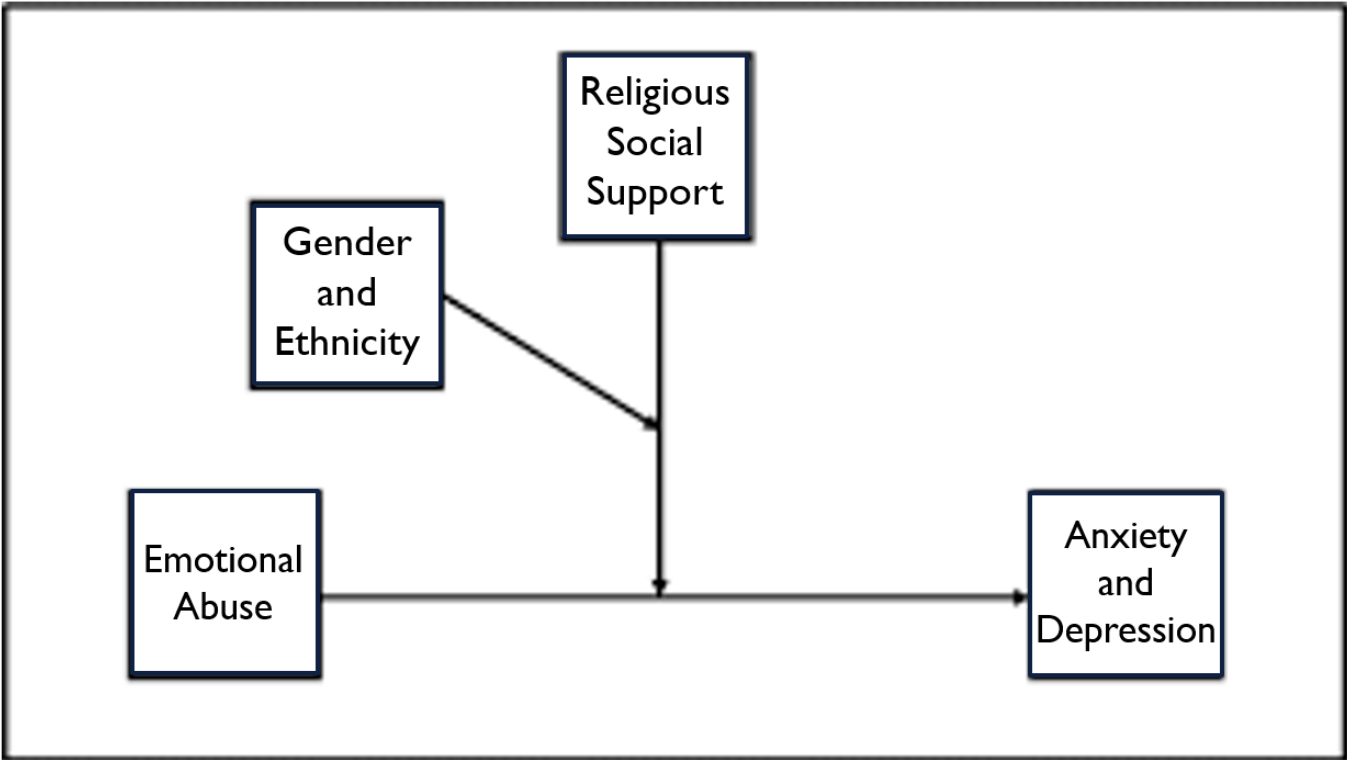 Religious
Social
Support
Gender
and
Ethnicity
Emotional
Abuse
Anxiety
and
Depression